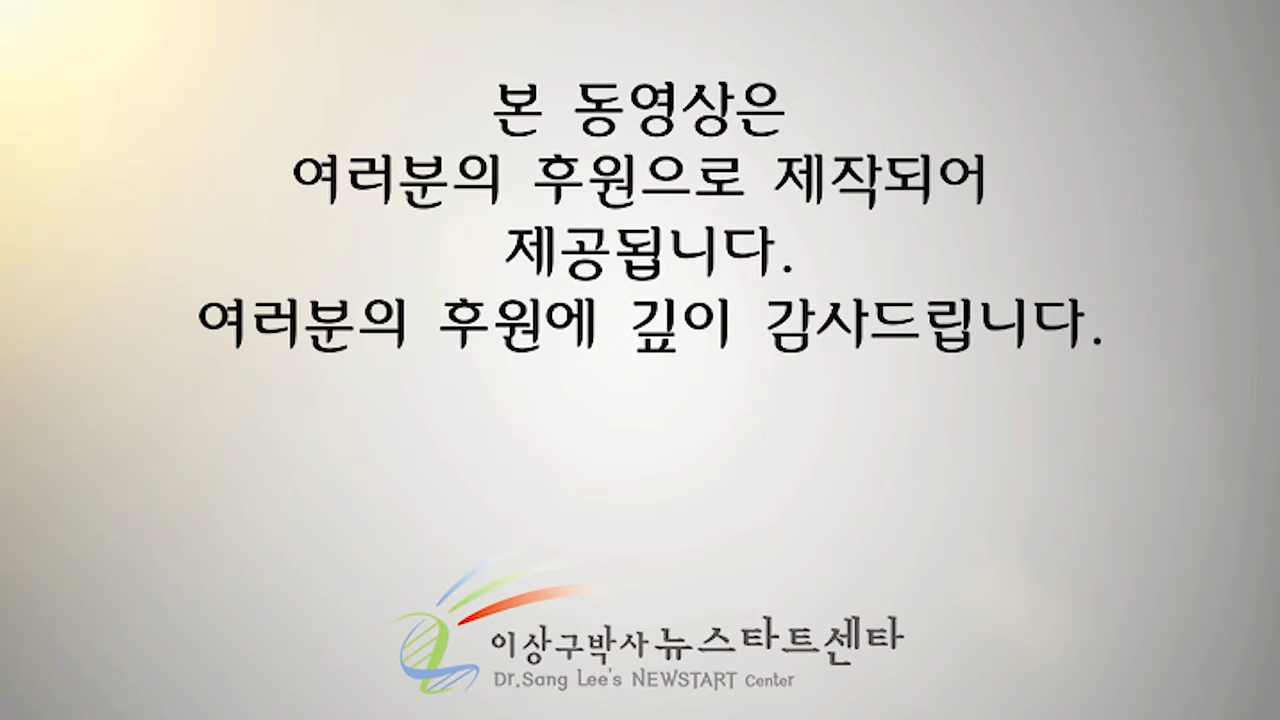 본 동영상은
여러분의 후원으로 제작되어
제공됩니다.
여러분의 후원에 깊이 감사드립니다.
이상구박사 뉴스타트센타
Dr.Sang Lee's NEWSTART Center